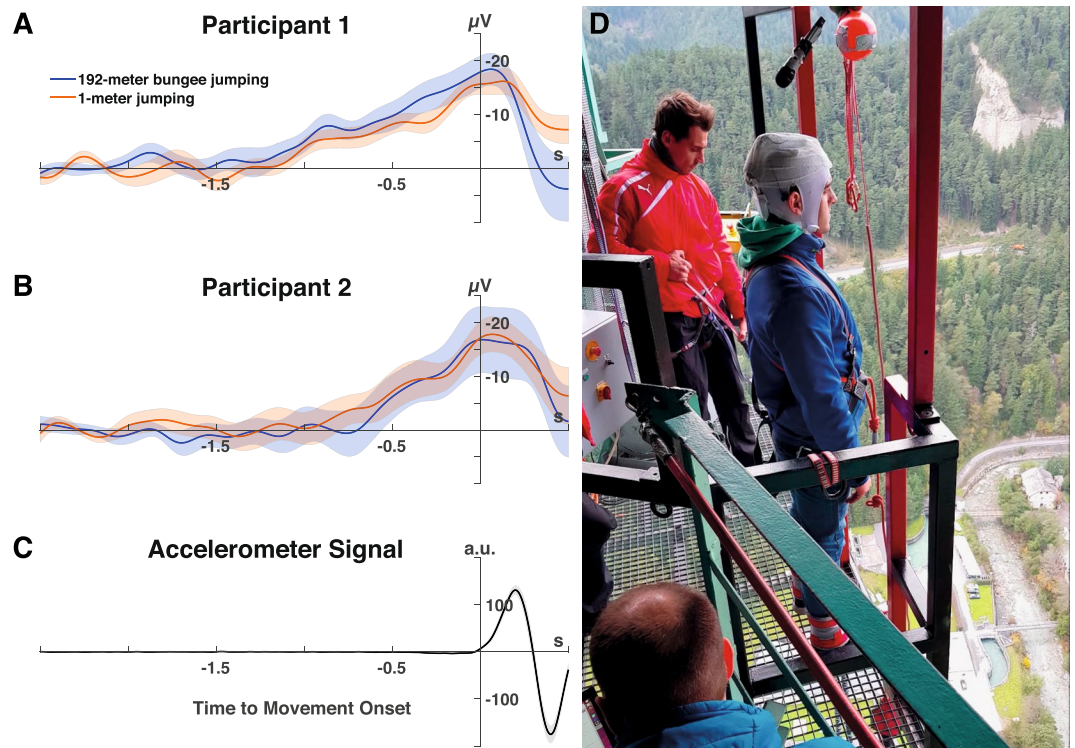 A
Participant 1
µV
-20
192-meter bungee jumping
1-meter jumping
-10
s
-1.5
-0.5
B
Participant 2
µV
-20
-10
s
-1.5
-0.5
C
Accelerometer Signal
a.u.
100
s
-1.5
-0.5
-100
Time to Movement Onset
D